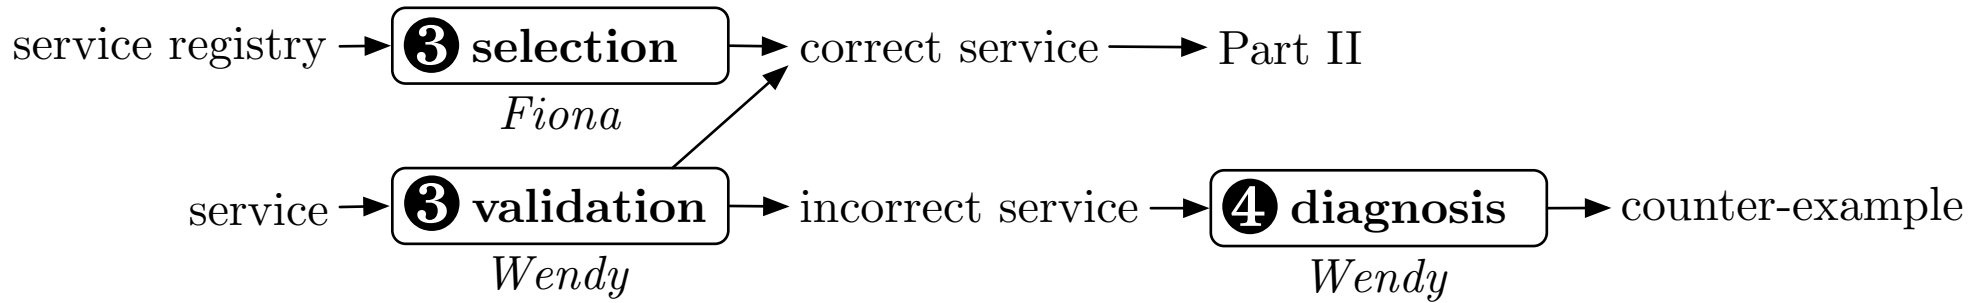 service registry ❸ selection correct service Part II
Fiona
service ❸ validation incorrect service ❹ diagnosis counter-example
Wendy Wendy